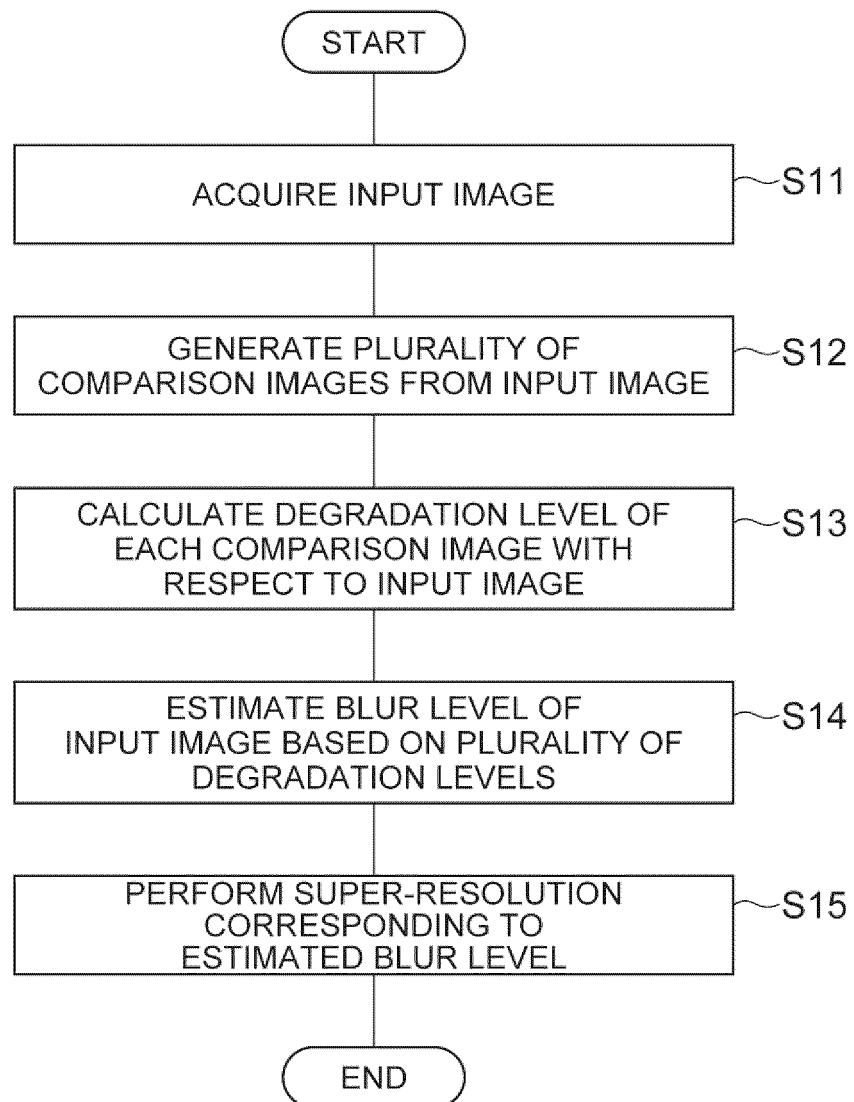 START
ACQUIRE INPUT IMAGE
S11
GENERATE PLURALITY OF
COMPARISON IMAGES FROM INPUT IMAGE
S12
CALCULATE DEGRADATION LEVEL OF
EACH COMPARISON IMAGE WITH
RESPECT TO INPUT IMAGE
S13
ESTIMATE BLUR LEVEL OF
INPUT IMAGE BASED ON PLURALITY OF
DEGRADATION LEVELS
S14
PERFORM SUPER-RESOLUTION
CORRESPONDING TO
ESTIMATED BLUR LEVEL
S15
END